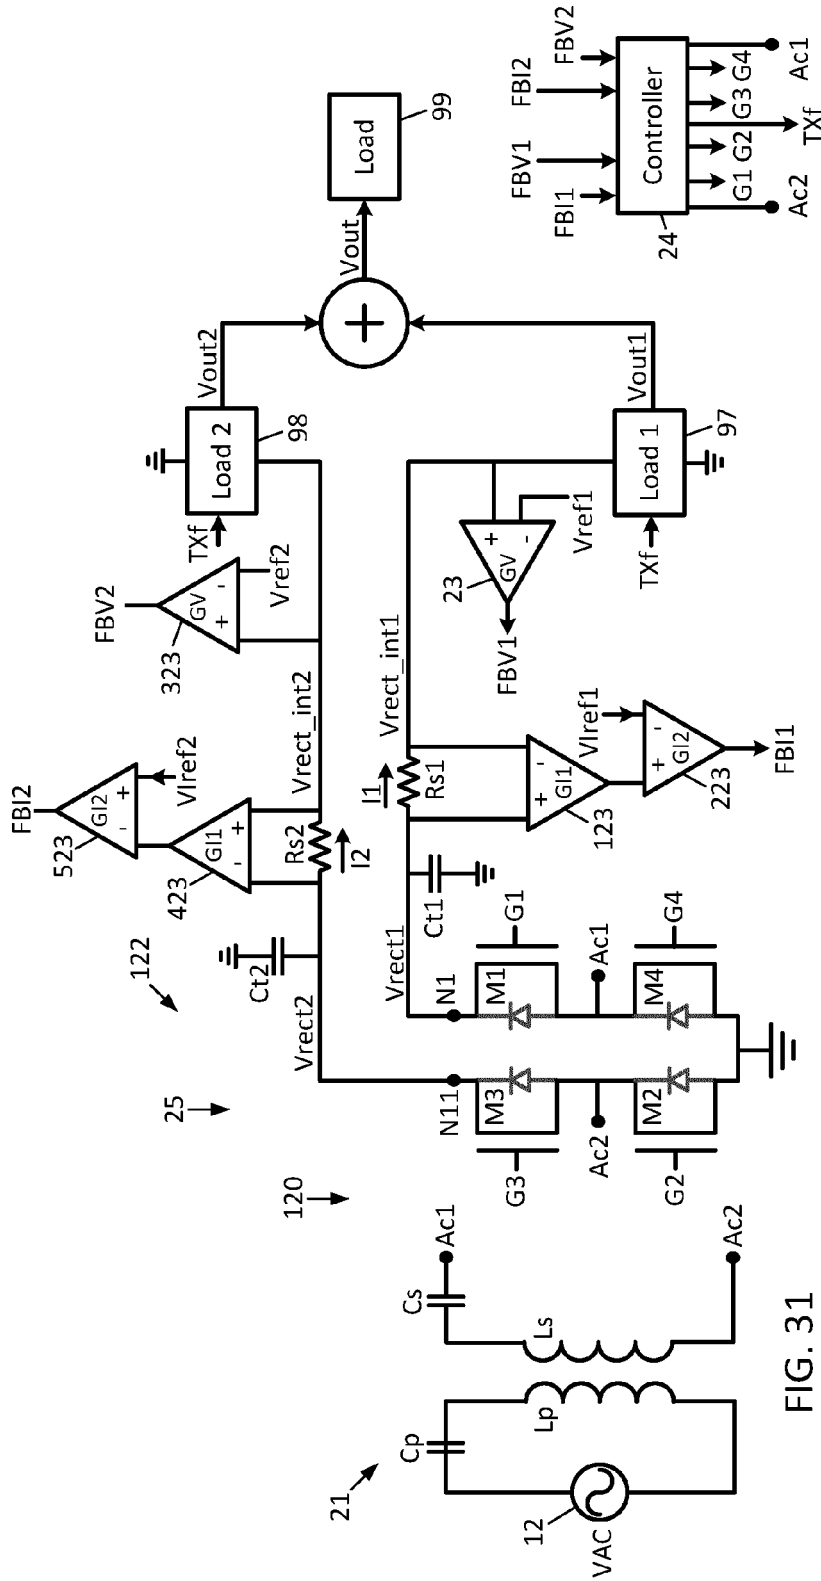 21
12
VAC
Cp
Lp
Ls
Cs
Ac1
Ac2
120
25
122
G3
M3
N11
Ac2
M2
G2
N1
M1
G1
Ac1
M4
G4
Vrect2
Ct2
Vrect1
Ct1
Rs2
I2
423
GI1
-
+
523
GI2
-
+
FBI2
VIref2
Vrect_int2
323
GV
+
-
FBV2
Vref2
I1
Rs1
Vrect_int1
123
GI1
+
-
223
GI2
+
-
VIref1
FBI1
23
GV
+
-
FBV1
Vref1
TXf
Load 2
98
Vout2
TXf
Load 1
97
Vout1
+
Vout
Load
99
FBI1
FBV1
FBI2
FBV2
Controller
24
Ac2
G1
G2
TXf
G3
G4
Ac1
FIG. 31